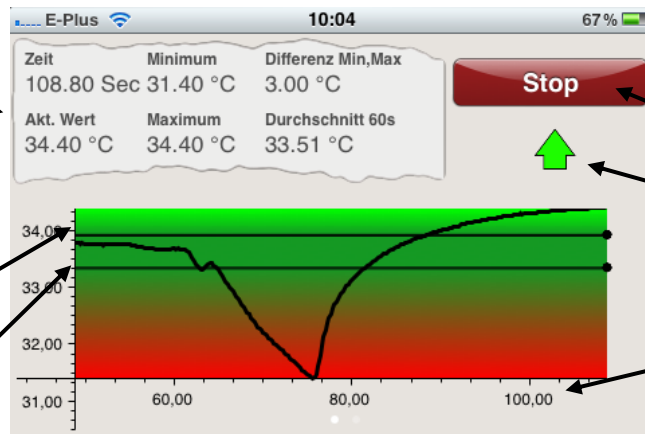 E-Plus 10:04 67%
Zeit Minimum Differenz Min,Max
108.80 Sec 31.40 °C 3.00 °C
Stop
Akt. Wert Maximum Durchschnitt 60s
34.40 °C 34.40 °C 33.51 °C
34,00
33,00
32,00
31,00 60,00 80,00 100,00